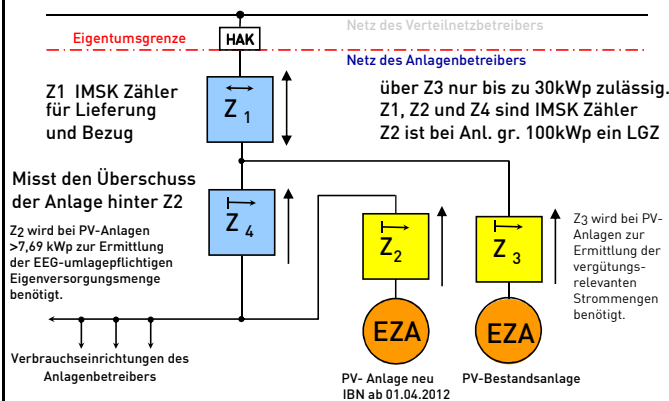 Netz des Verteilnetzbetreibers
Eigentumsgrenze
HAK
Netz des Anlagenbetreibers
Z1 IMSK Zähler
für Lieferung
und Bezug
Z 1
über Z3 nur bis zu 30kWp zulässig.
Z1, Z2 und Z4 sind IMSK Zähler
Z2 ist bei Anl. gr. 100kWp ein LGZ
Misst den Überschuss
der Anlage hinter Z2
Z2 wird bei PV-Anlagen
>7,69 kWp zur Ermittlung
der EEG-umlagepflichtigen
Eigenversorgungsmenge
benötigt.
Z 4
Z 2
Z 3
Z3 wird bei PV-
Anlagen zur
Ermittlung der
vergütungs-
relevanten
Strommengen
benötigt.
EZA
EZA
Verbrauchseinrichtungen des
Anlagenbetreibers
PV- Anlage neu
IBN ab 01.04.2012
PV-Bestandsanlage